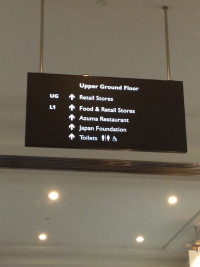 Upper Ground Floor
UG ↑ Retail Stores
L1 ↑ Food & Retail Stores
↑ Azuma Restaurant
↑ Japan Foundation
↑ Toilets